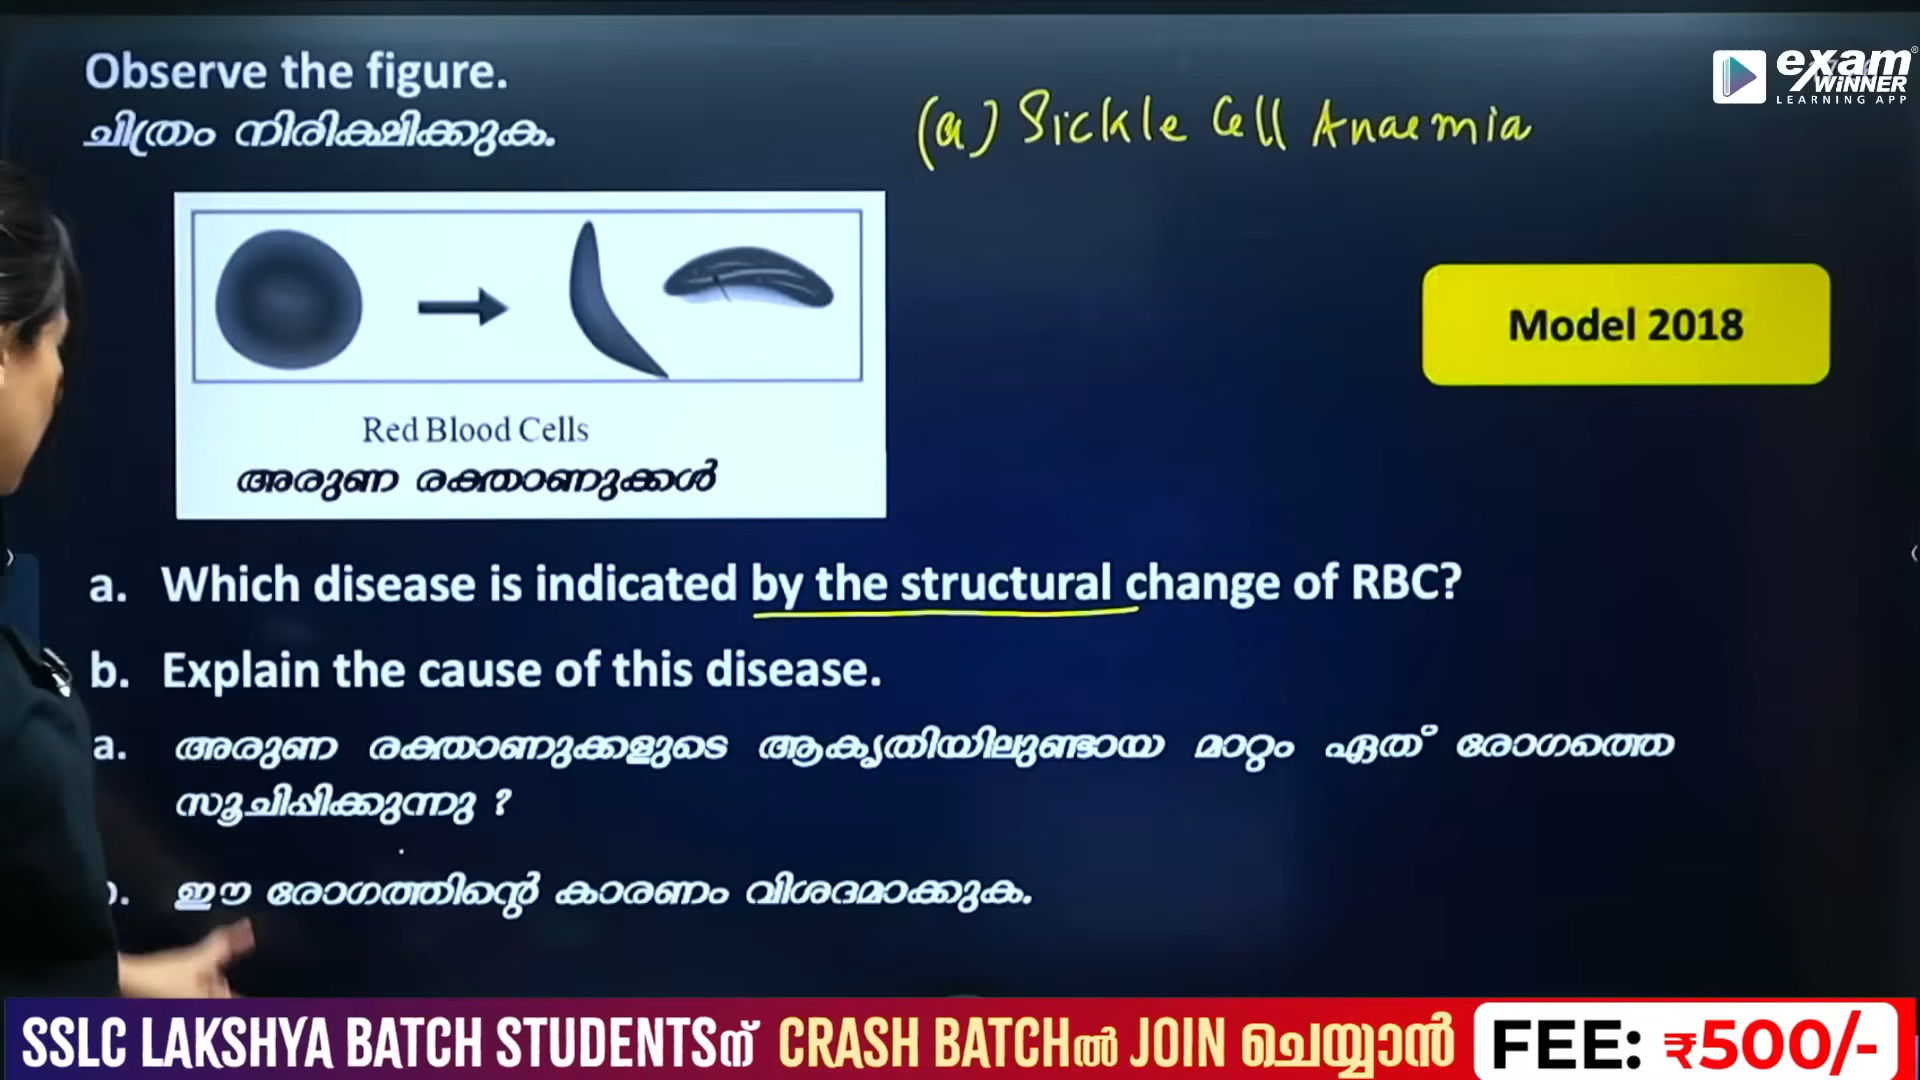 Observe the figure.
ചിത്രം നിരീക്ഷിക്കുക.
(a) Sickle Cell Anaemia
exam WiNNER
LEARNING APP
Model 2018
Red Blood Cells
അരുണ രക്താണുക്കൾ
a. Which disease is indicated by the structural change of RBC?
b. Explain the cause of this disease.
a. അരുണ രക്താണുക്കളുടെ ആകൃതിയിലുണ്ടായ മാറ്റം ഏത് രോഗത്തെ
സൂചിപ്പിക്കുന്നു ?
ഈ രോഗത്തിന്റെ കാരണം വിശദമാക്കുക.
SSLC LAKSHYA BATCH STUDENTSന് CRASH BATCHൽ JOIN ചെയ്യാൻ FEE: ₹500/-